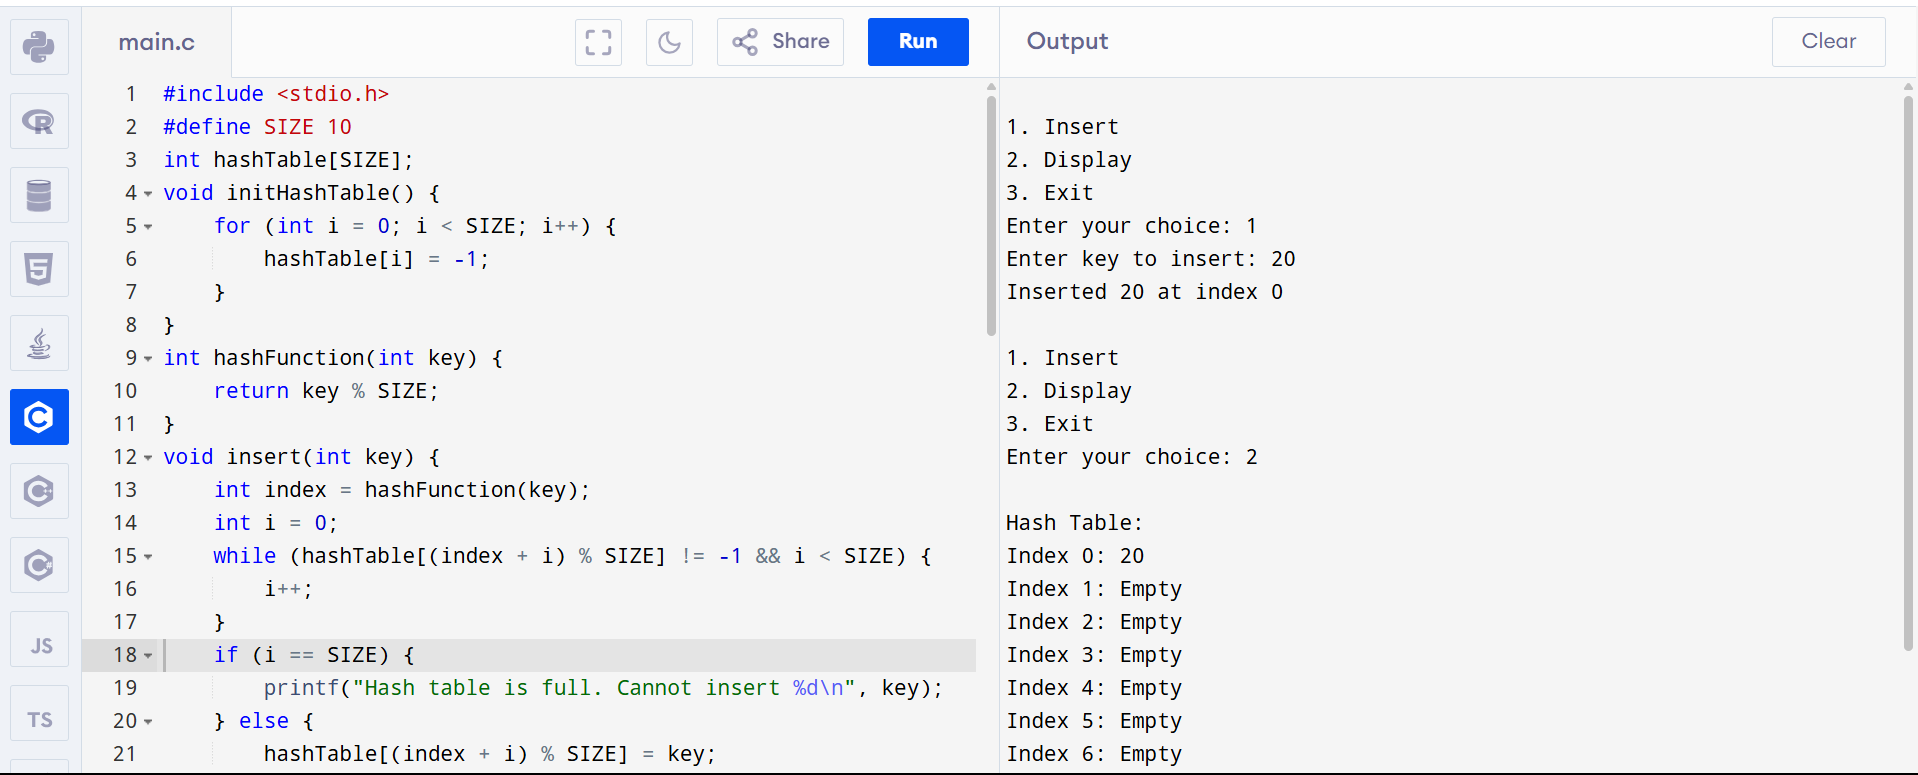 main.c
Share
Run
Output
Clear
1 #include <stdio.h>
2 #define SIZE 10
3 int hashTable[SIZE];
4 void initHashTable() {
5     for (int i = 0; i < SIZE; i++) {
6         hashTable[i] = -1;
7     }
8 }
9 int hashFunction(int key) {
10     return key % SIZE;
11 }
12 void insert(int key) {
13     int index = hashFunction(key);
14     int i = 0;
15     while (hashTable[(index + i) % SIZE] != -1 && i < SIZE) {
16         i++;
17     }
18     if (i == SIZE) {
19         printf("Hash table is full. Cannot insert %d\n", key);
20     } else {
21         hashTable[(index + i) % SIZE] = key;
1. Insert
2. Display
3. Exit
Enter your choice: 1
Enter key to insert: 20
Inserted 20 at index 0
1. Insert
2. Display
3. Exit
Enter your choice: 2
Hash Table:
Index 0: 20
Index 1: Empty
Index 2: Empty
Index 3: Empty
Index 4: Empty
Index 5: Empty
Index 6: Empty
R
5
C
C++
C#
JS
TS